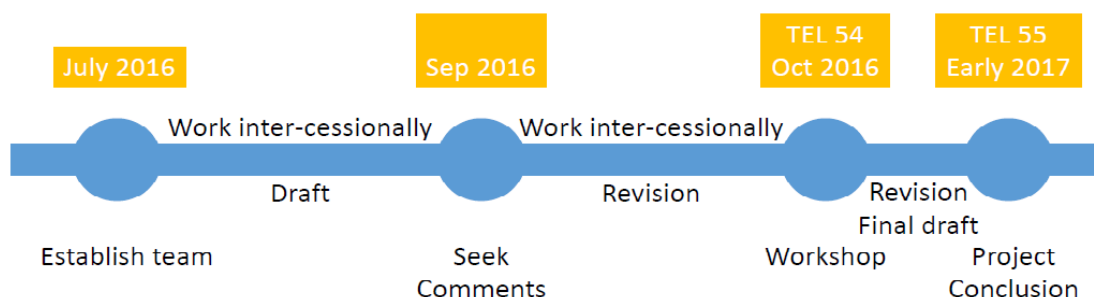 July 2016
Sep 2016
TEL 54
Oct 2016
TEL 55
Early 2017
Work inter-cessionally
Work inter-cessionally
Draft
Revision
Revision
Final draft
Establish team
Seek
Comments
Workshop
Project
Conclusion